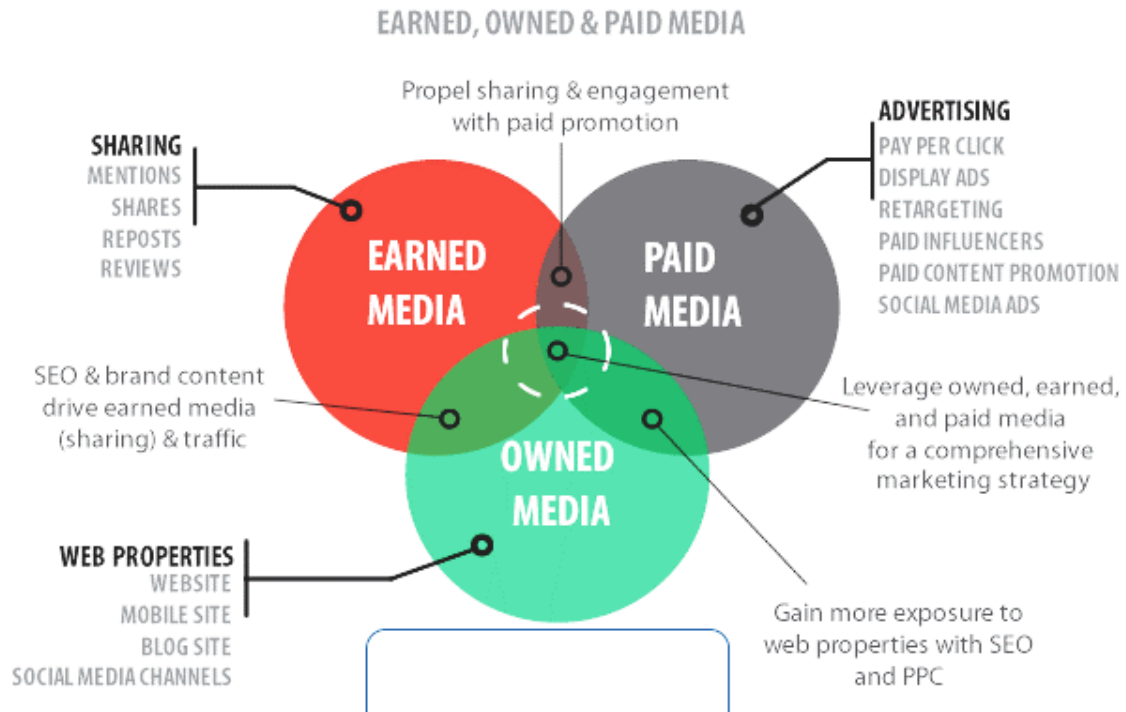 EARNED, OWNED & PAID MEDIA
Propel sharing & engagement
with paid promotion
SHARING
MENTIONS
SHARES
REPOSTS
REVIEWS
ADVERTISING
PAY PER CLICK
DISPLAY ADS
RETARGETING
PAID INFLUENCERS
PAID CONTENT PROMOTION
SOCIAL MEDIA ADS
EARNED
MEDIA
PAID
MEDIA
SEO & brand content
drive earned media
(sharing) & traffic
Leverage owned, earned,
and paid media
for a comprehensive
marketing strategy
OWNED
MEDIA
WEB PROPERTIES
WEBSITE
MOBILE SITE
BLOG SITE
SOCIAL MEDIA CHANNELS
Gain more exposure to
web properties with SEO
and PPC